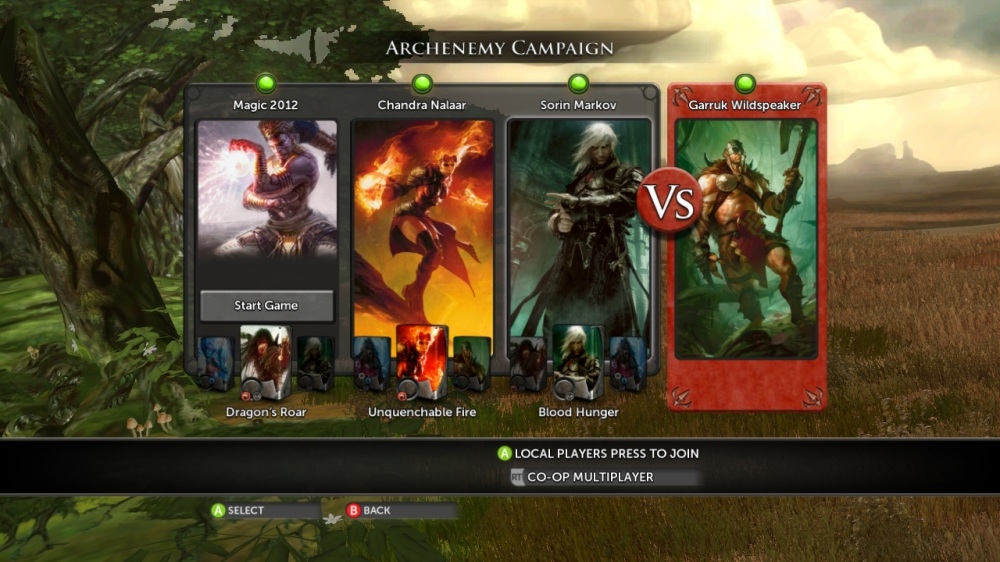 ARCHENEMY CAMPAIGN
Magic 2012
Chandra Nalaar
Sorin Markov
Garruk Wildspeaker
VS
Start Game
Dragon's Roar
Unquenchable Fire
Blood Hunger
A LOCAL PLAYERS PRESS TO JOIN
RT CO-OP MULTIPLAYER
A SELECT
B BACK